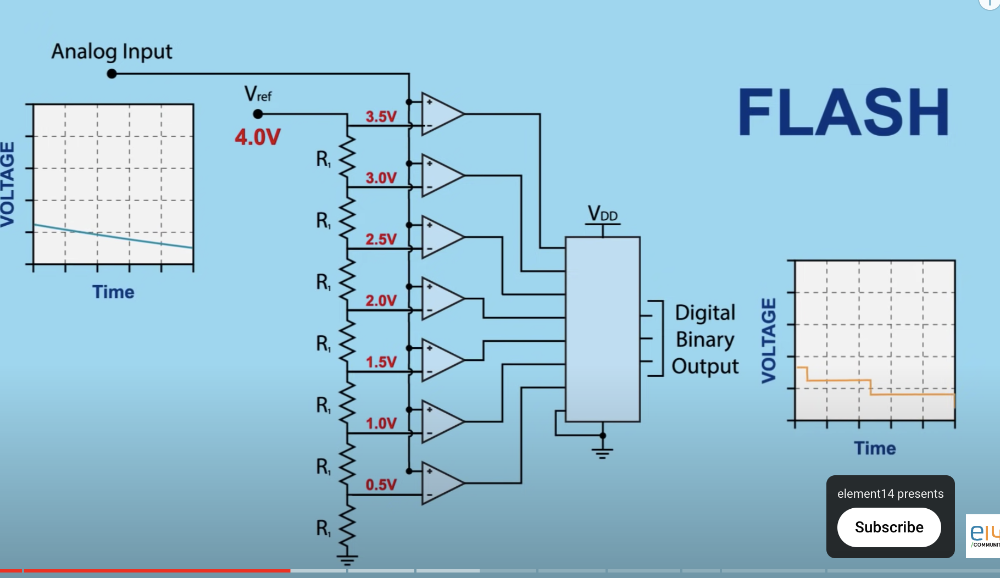 Analog Input
Vref
4.0V
FLASH
3.5V
+
-
R1
3.0V
+
-
R1
2.5V
+
-
R1
2.0V
+
-
R1
1.5V
+
-
R1
1.0V
+
-
R1
0.5V
+
-
R1
VOLTAGE
Time
VDD
Digital
Binary
Output
VOLTAGE
Time
element14 presents
Subscribe
e14